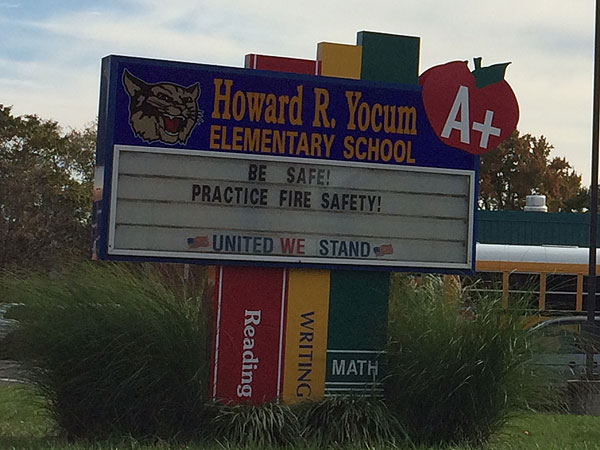 Howard R. Yocum
A+
ELEMENTARY SCHOOL
BE SAFE!
PRACTICE FIRE SAFETY!
UNITED WE STAND
Reading
WRITING
MATH